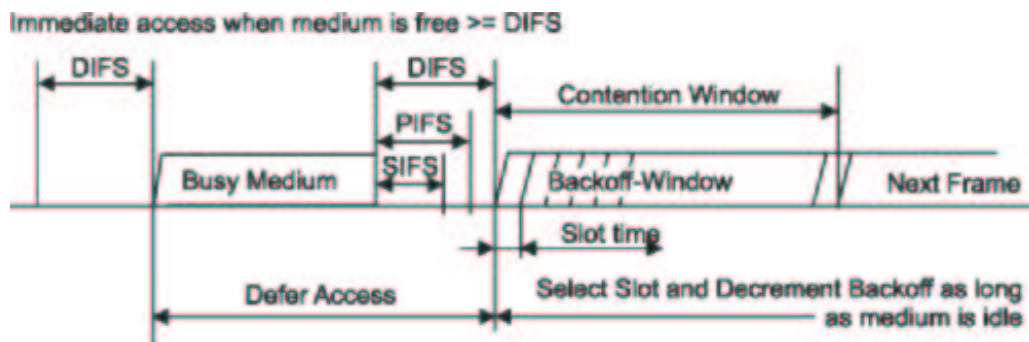 Immediate access when medium is free >= DIFS
DIFS
DIFS
Contention Window
PIFS
SIFS
Busy Medium
Backoff-Window
Next Frame
Slot time
Defer Access
Select Slot and Decrement Backoff as long
as medium is idle